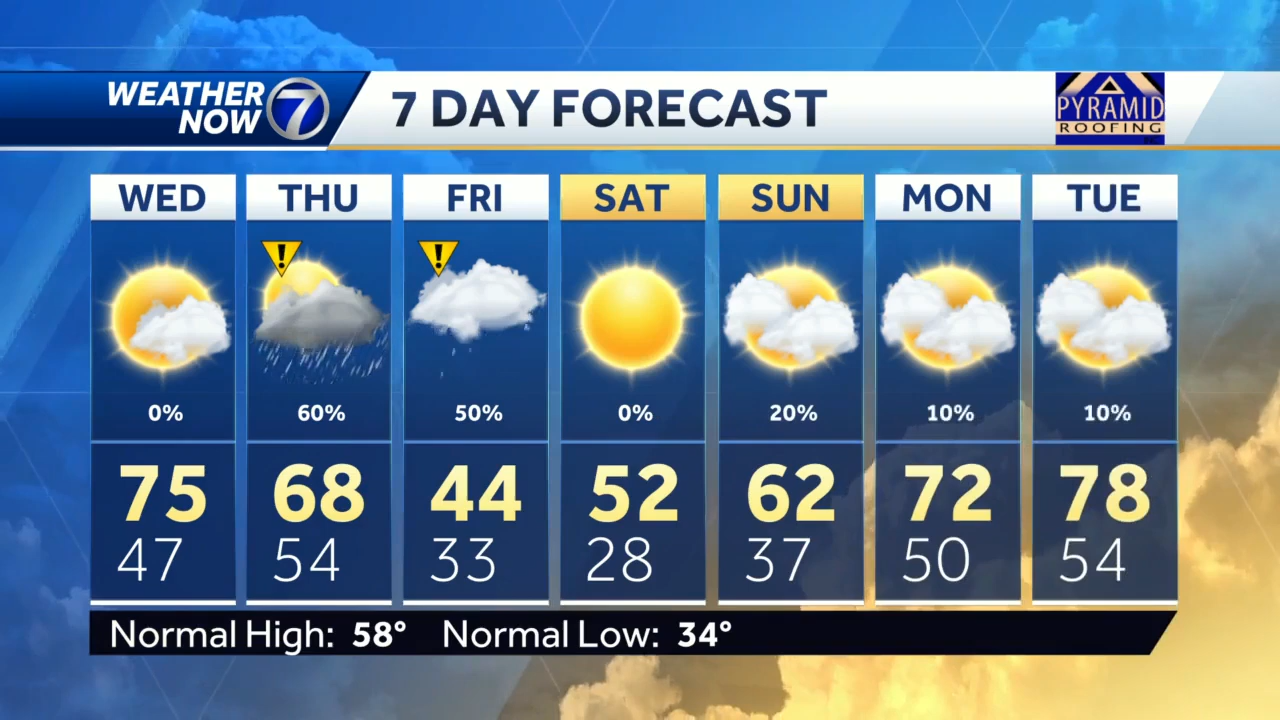 WEATHER
NOW
7
7 DAY FORECAST
PYRAMID
ROOFING
WED THU FRI SAT SUN MON TUE
! !
0% 60% 50% 0% 20% 10% 10%
75 68 44 52 62 72 78
47 54 33 28 37 50 54
Normal High: 58° Normal Low: 34°